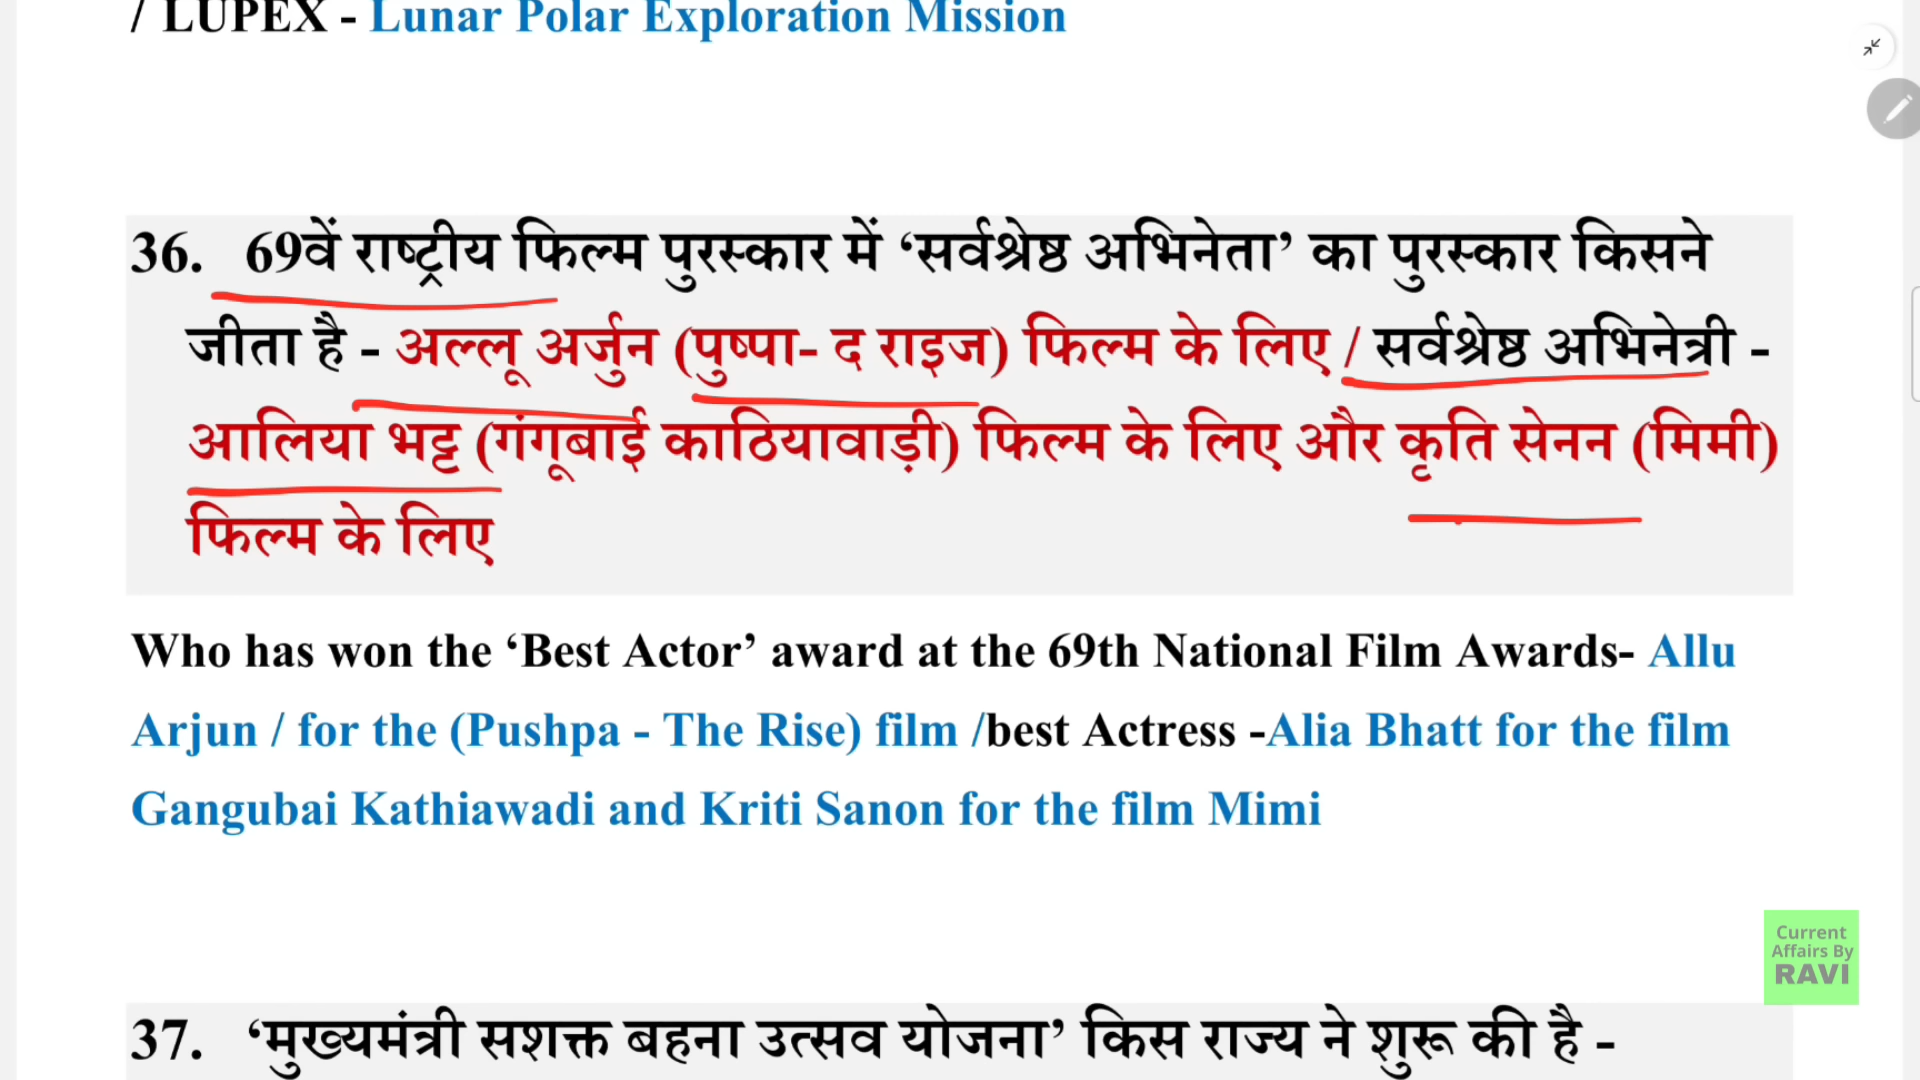 / LUPEX - Lunar Polar Exploration Mission
36. 69वें राष्ट्रीय फिल्म पुरस्कार में ‘सर्वश्रेष्ठ अभिनेता’ का पुरस्कार किसने
जीता है - अल्लू अर्जुन (पुष्पा- द राइज) फिल्म के लिए / सर्वश्रेष्ठ अभिनेत्री -
आलिया भट्ट (गंगूबाई काठियावाड़ी) फिल्म के लिए और कृति सेनन (मिमी)
फिल्म के लिए
Who has won the ‘Best Actor’ award at the 69th National Film Awards- Allu
Arjun / for the (Pushpa - The Rise) film /best Actress -Alia Bhatt for the film
Gangubai Kathiawadi and Kriti Sanon for the film Mimi
Current
Affairs By
RAVI
37. ‘मुख्यमंत्री सशक्त बहना उत्सव योजना’ किस राज्य ने शुरू की है -